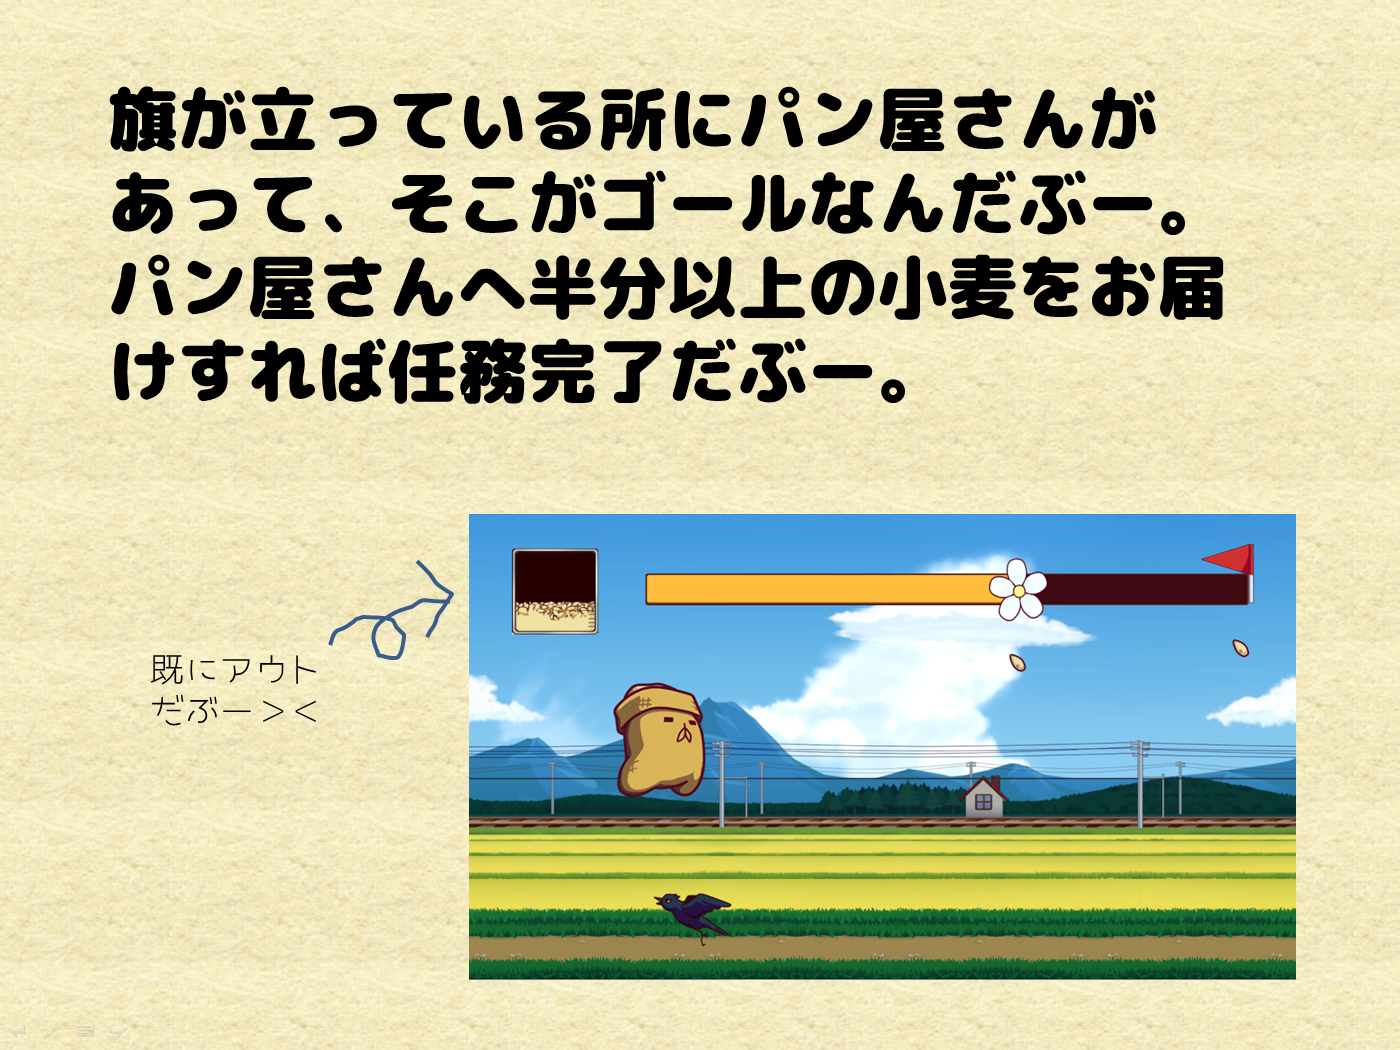 旗が立っている所にパン屋さんが
あって、そこがゴールなんだぶー。
パン屋さんへ半分以上の小麦をお届
けすれば任務完了だぶー。
既にアウト
だぶー＞＜